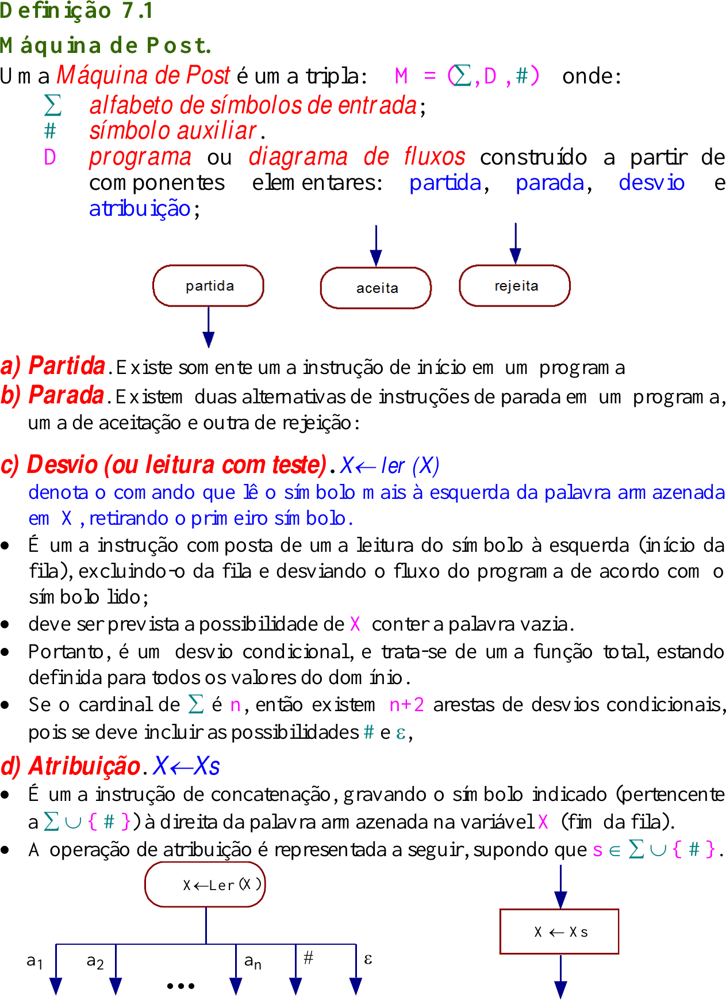 Definição 7.1
Máquina de Post.
Uma Máquina de Post é uma tripla: M = (∑,D,#) onde:
∑ alfabeto de símbolos de entrada;
# símbolo auxiliar.
D programa ou diagrama de fluxos construído a partir de
componentes elementares: partida, parada, desvio e
atribuição;
partida aceita rejeita
a) Partida. Existe somente uma instrução de início em um programa
b) Parada. Existem duas alternativas de instruções de parada em um programa,
uma de aceitação e outra de rejeição:
c) Desvio (ou leitura com teste). X← ler (X)
denota o comando que lê o símbolo mais à esquerda da palavra armazenada
em X, retirando o primeiro símbolo.
• É uma instrução composta de uma leitura do símbolo à esquerda (início da
fila), excluindo-o da fila e desviando o fluxo do programa de acordo com o
símbolo lido;
• deve ser prevista a possibilidade de X conter a palavra vazia.
• Portanto, é um desvio condicional, e trata-se de uma função total, estando
definida para todos os valores do domínio.
• Se o cardinal de ∑ é n, então existem n+2 arestas de desvios condicionais,
pois se deve incluir as possibilidades # e ε,
d) Atribuição. X←Xs
• É uma instrução de concatenação, gravando o símbolo indicado (pertencente
a ∑ ∪ { # }) à direita da palavra armazenada na variável X (fim da fila).
• A operação de atribuição é representada a seguir, supondo que s ∈ ∑ ∪ { # }.
X←Ler(X)
X ← Xs
a1 a2 ••• an # ε